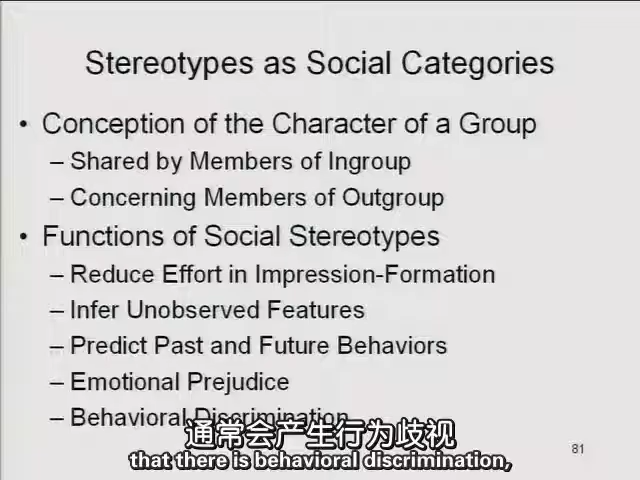 Stereotypes as Social Categories
• Conception of the Character of a Group
– Shared by Members of Ingroup
– Concerning Members of Outgroup
• Functions of Social Stereotypes
– Reduce Effort in Impression-Formation
– Infer Unobserved Features
– Predict Past and Future Behaviors
– Emotional Prejudice
– Behavioral Discrimination
通常会产生行为歧视
that there is behavioral discrimination,
81